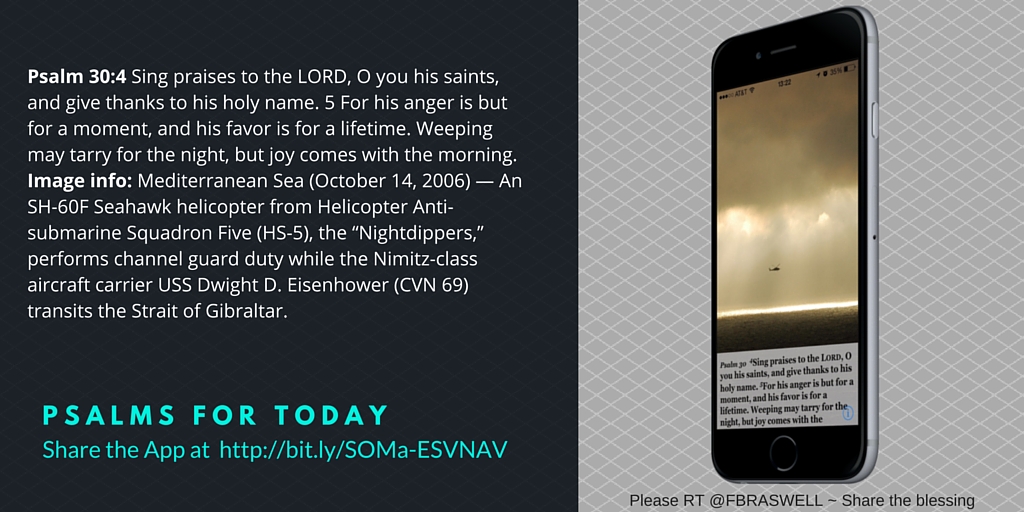 Psalm 30:4 Sing praises to the LORD, O you his saints,
and give thanks to his holy name. 5 For his anger is but
for a moment, and his favor is for a lifetime. Weeping
may tarry for the night, but joy comes with the morning.
Image info: Mediterranean Sea (October 14, 2006) — An
SH-60F Seahawk helicopter from Helicopter Anti-
submarine Squadron Five (HS-5), the “Nightdippers,”
performs channel guard duty while the Nimitz-class
aircraft carrier USS Dwight D. Eisenhower (CVN 69)
transits the Strait of Gibraltar.
PSALMS FOR TODAY
Share the App at http://bit.ly/SOMa-ESVNAV
AT&T 12:22 35%
Psalm 30 4Sing praises to the LORD, O
you his saints, and give thanks to his
holy name. 5For his anger is but for a
moment, and his favor is for a
lifetime. Weeping may tarry for the
night, but joy comes with the
Please RT @FBRASWELL ~ Share the blessing